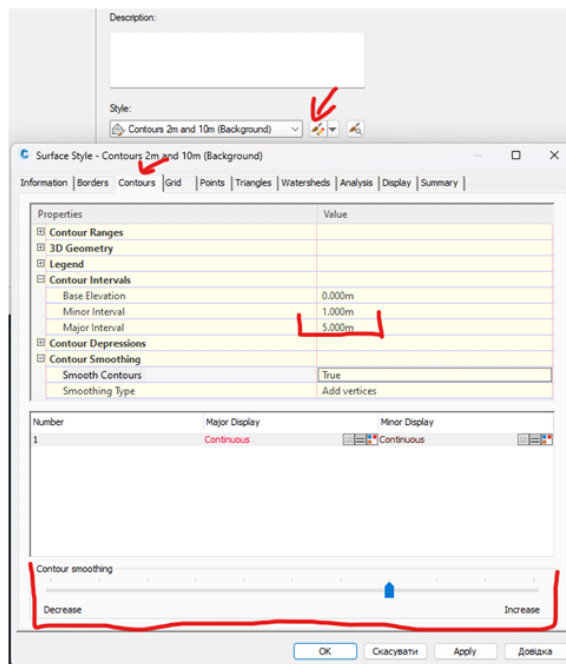 Description:
Style:
Contours 2m and 10m (Background)
C Surface Style - Contours 2m and 10m (Background)
Information Borders Contours Grid Points Triangles Watersheds Analysis Display Summary
Properties Value
Contour Ranges
3D Geometry
Legend
Contour Intervals
Base Elevation 0.000m
Minor Interval 1.000m
Major Interval 5.000m
Contour Depressions
Contour Smoothing
Smooth Contours True
Smoothing Type Add vertices
Number Major Display Minor Display
1 Continuous Continuous
Contour smoothing
Decrease Increase
OK Скасувати Apply Довідка